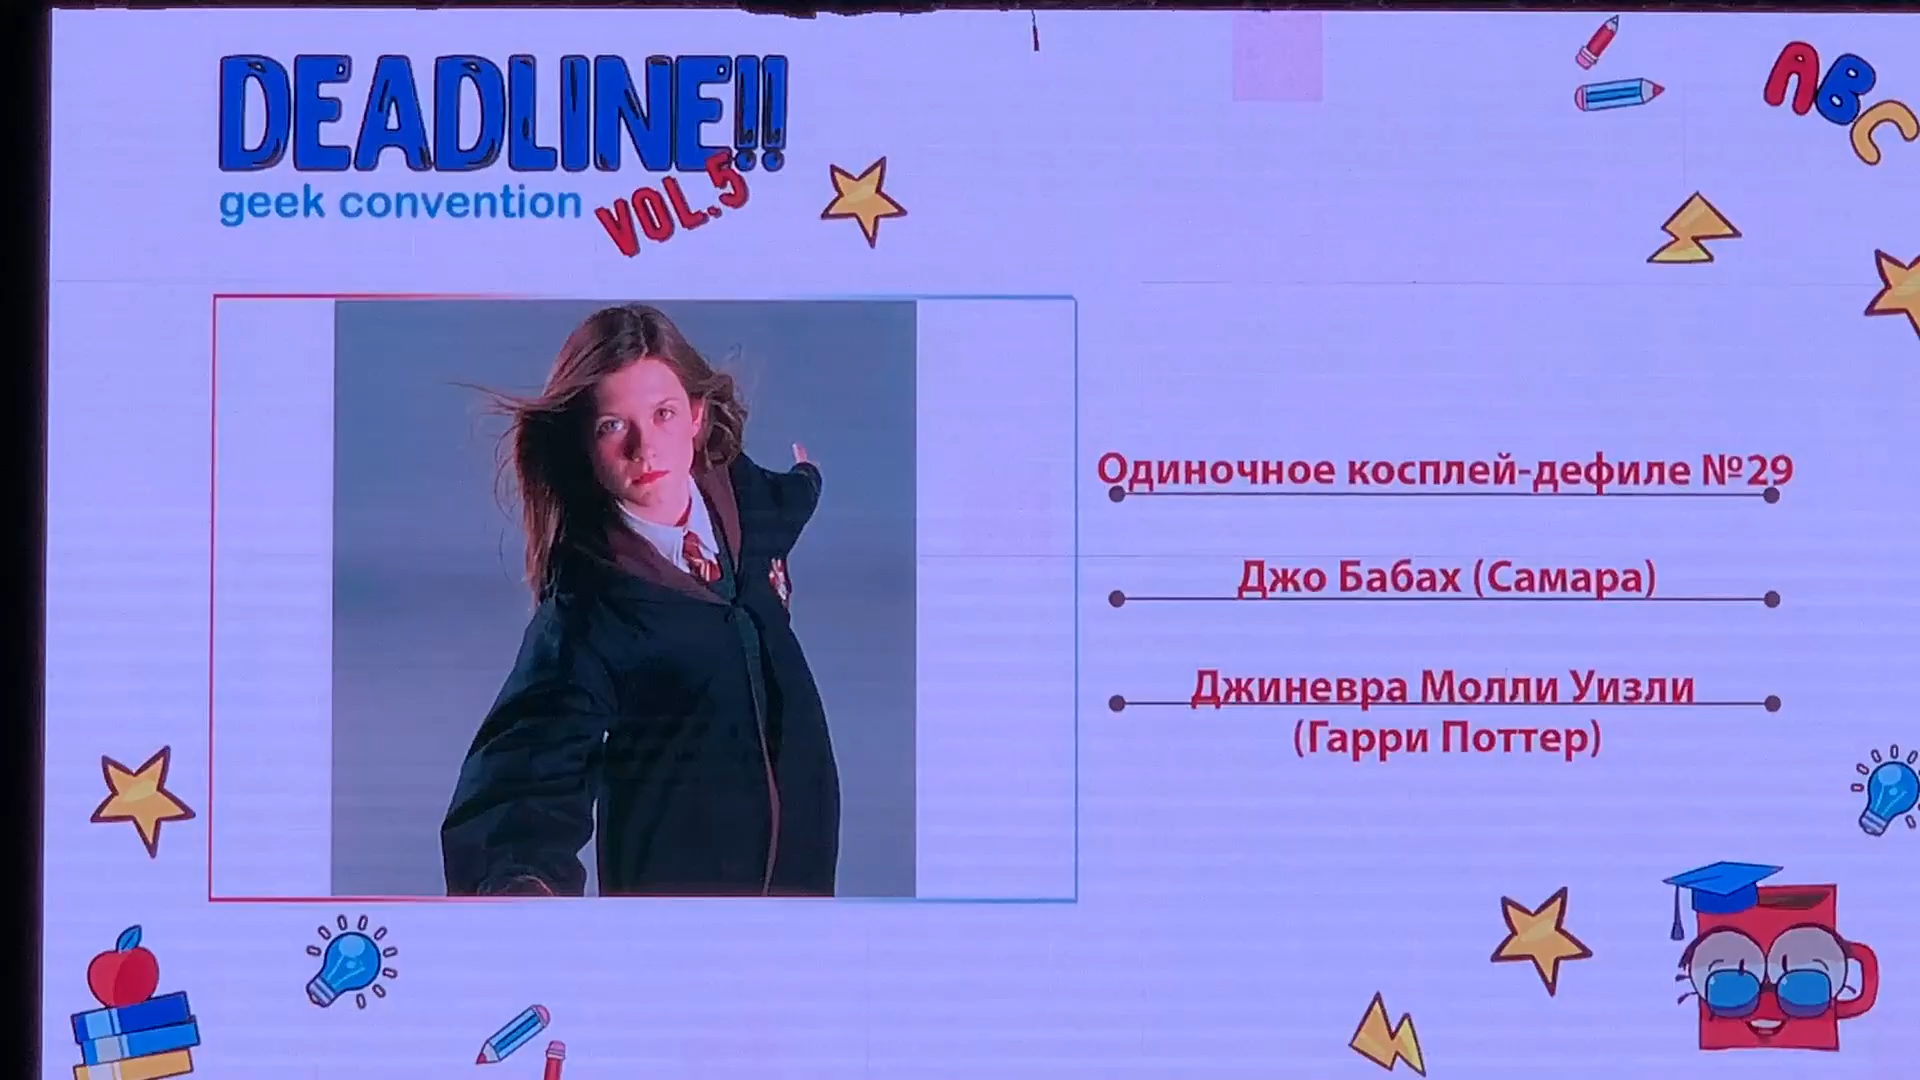 DEADLINE!!
geek convention
VOL.5
ABC
Одиночное косплей-дефиле №29
Джо Бабах (Самара)
Джиневра Молли Уизли
(Гарри Поттер)